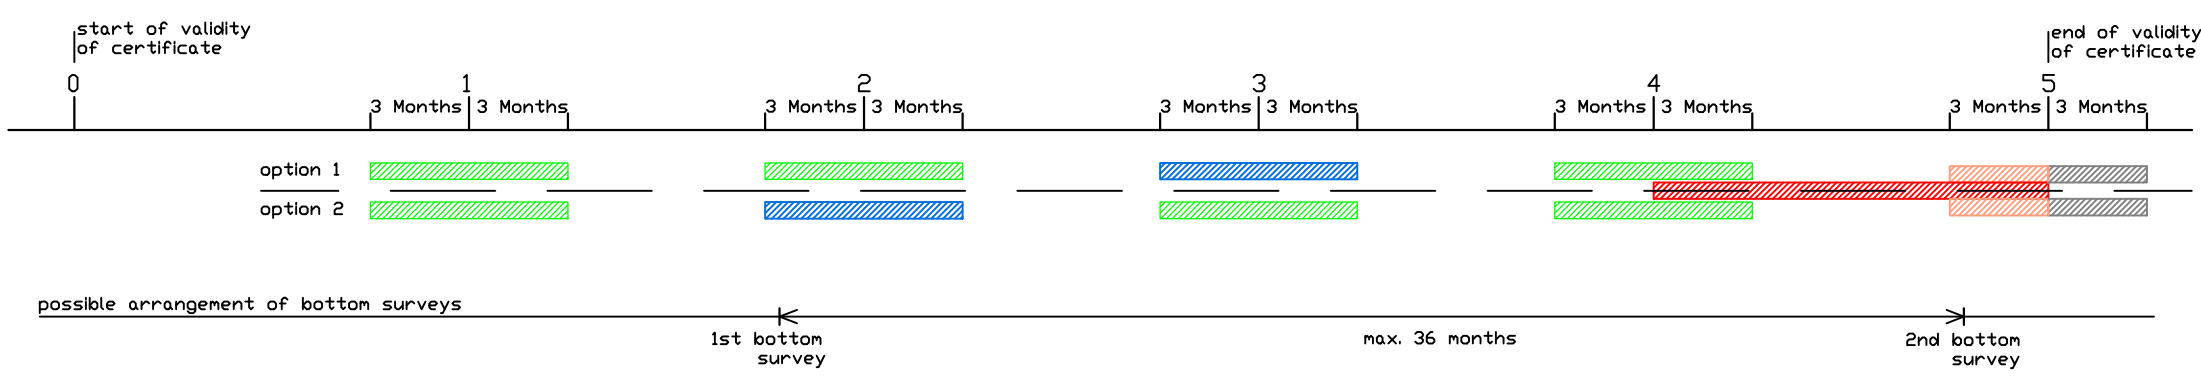 start of validity
of certificate
end of validity
of certificate
0 1 2 3 4 5
3 Months 3 Months 3 Months 3 Months 3 Months 3 Months 3 Months 3 Months 3 Months 3 Months
option 1
option 2
possible arrangement of bottom surveys
1st bottom
survey
max. 36 months
2nd bottom
survey